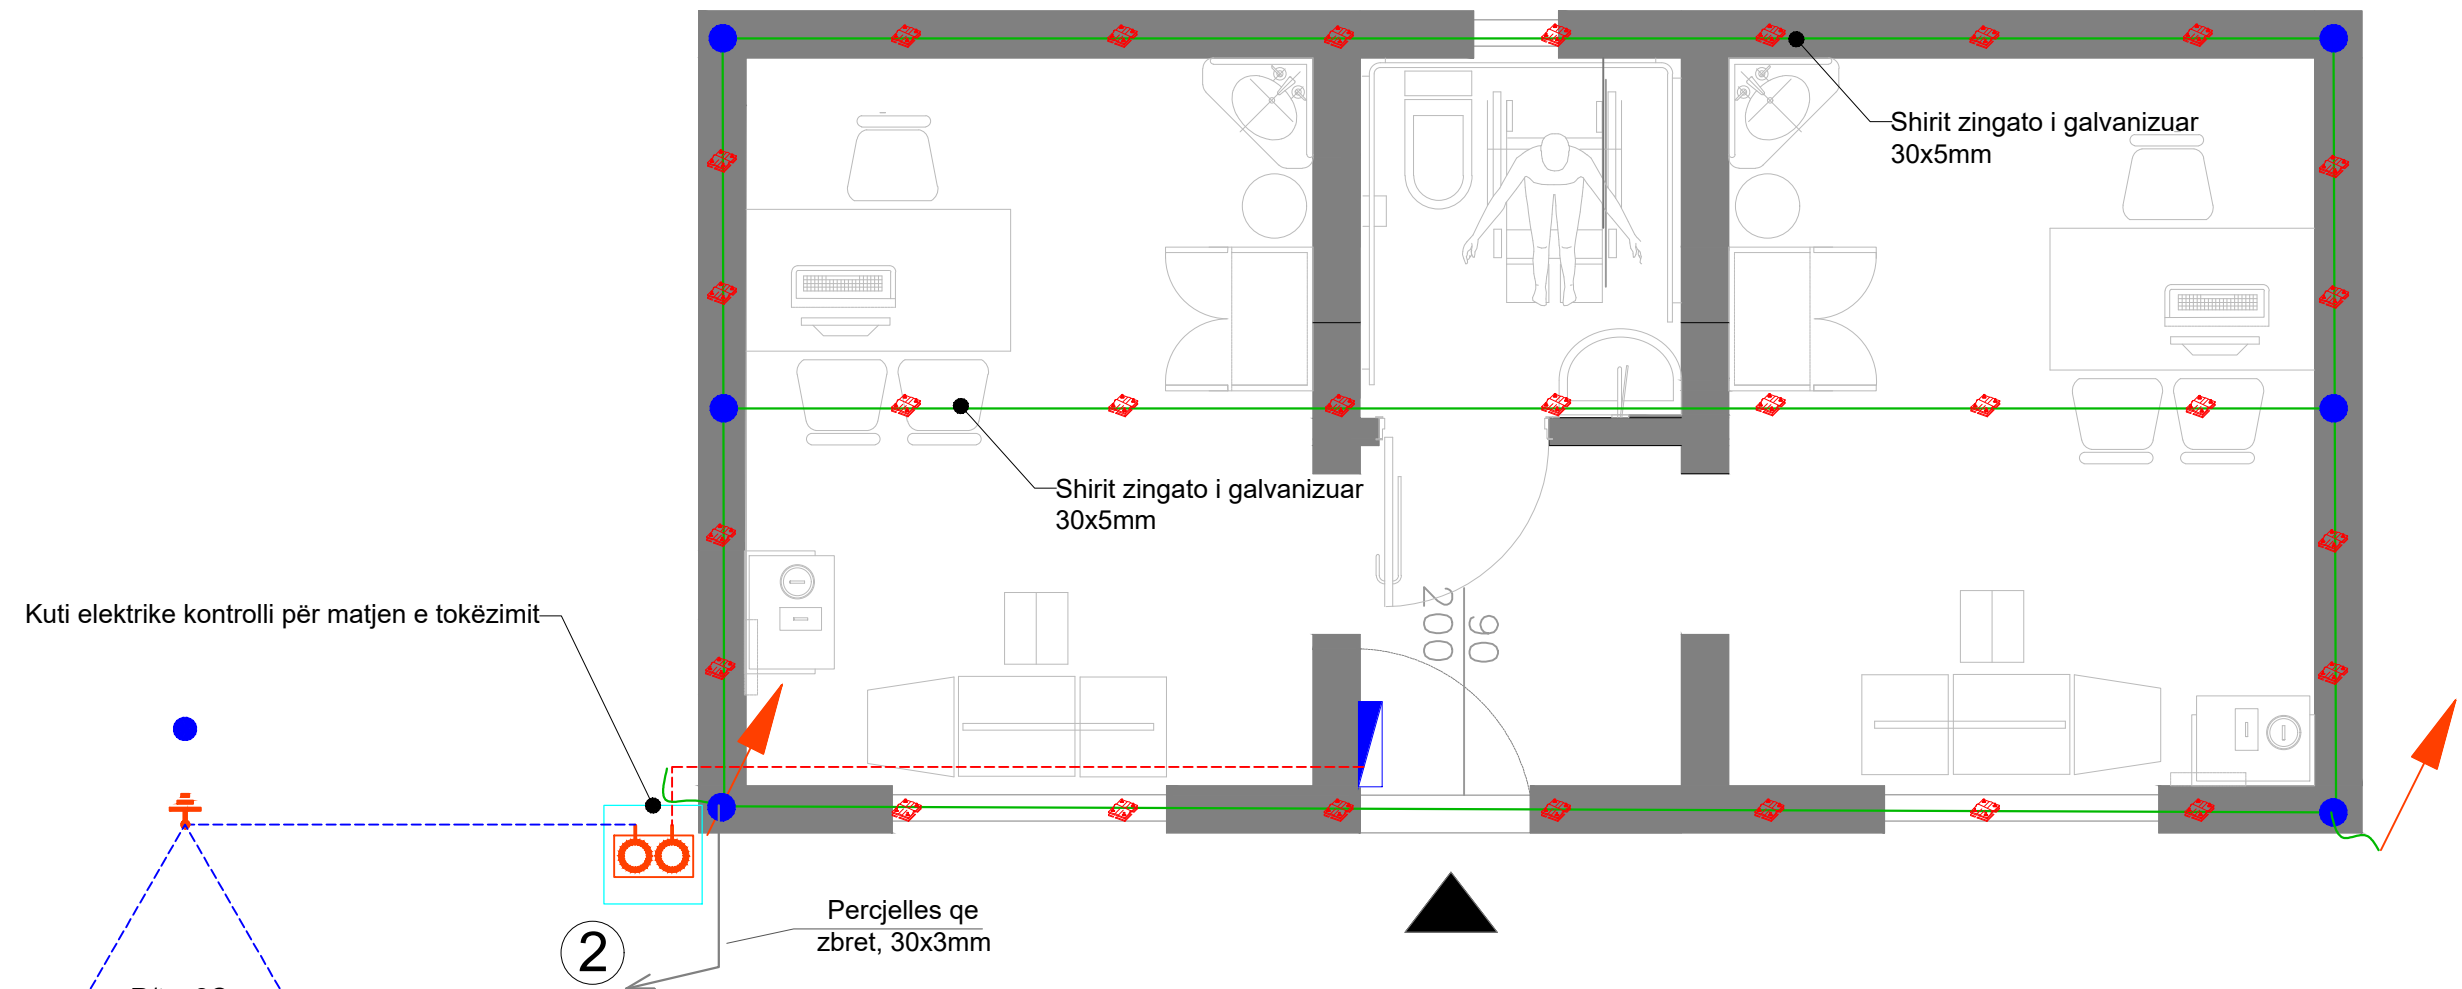 Shirit zingato i galvanizuar
30x5mm
Shirit zingato i galvanizuar
30x5mm
Kuti elektrike kontrolli për matjen e tokëzimit
90
200
Percjelles qe
zbret, 30x3mm
2